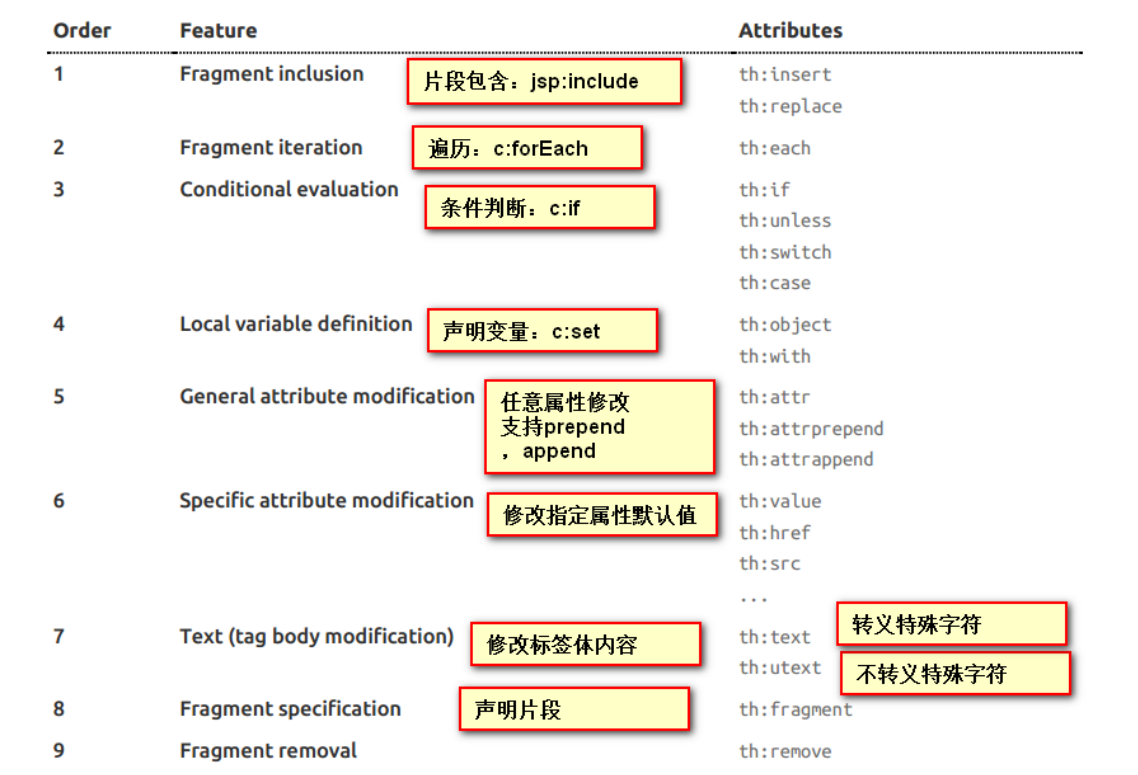 Order Feature Attributes
1 Fragment inclusion 片段包含：jsp:include th:insert
th:replace
2 Fragment iteration 遍历：c:forEach th:each
3 Conditional evaluation 条件判断：c:if th:if
th:unless
th:switch
th:case
4 Local variable definition 声明变量：c:set th:object
th:with
5 General attribute modification 任意属性修改 th:attr
支持prepend th:attrprepend
，append th:attrappend
6 Specific attribute modification 修改指定属性默认值 th:value
th:href
th:src
...
7 Text (tag body modification) 修改标签体内容 th:text 转义特殊字符
th:utext 不转义特殊字符
8 Fragment specification 声明片段 th:fragment
9 Fragment removal th:remove